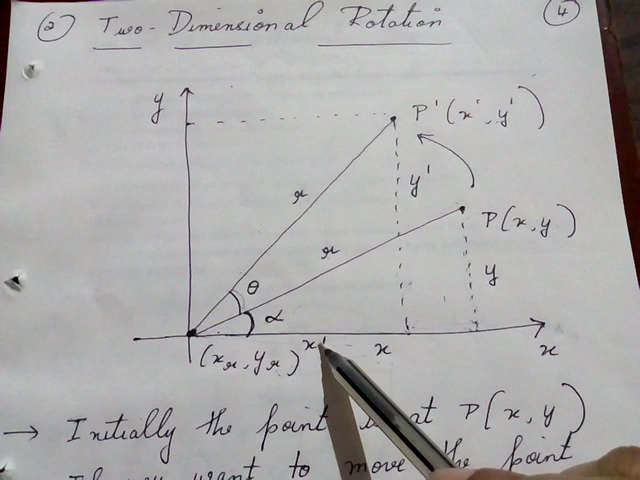 ② Two-Dimensional Rotation ④
y
P'(x', y')
r
y'
r
P(x, y)
θ
y
α
(xr, yr) x' x x
→ Initially the point at P(x, y)
want to move the point